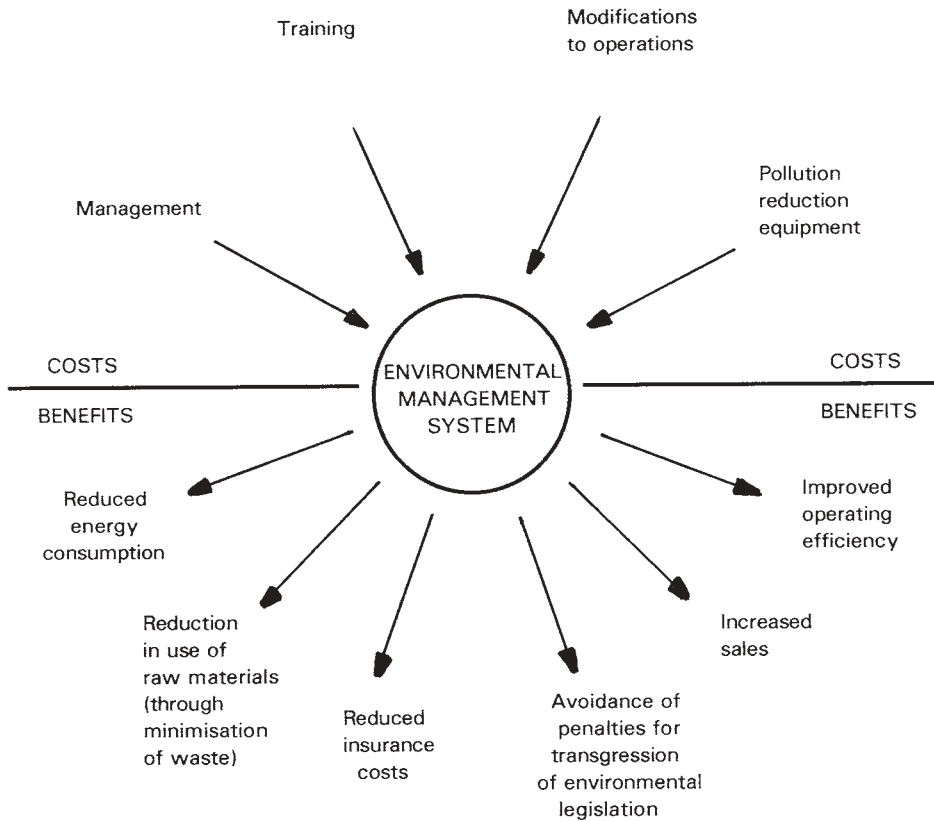 Training
Modifications
to operations
Management
Pollution
reduction
equipment
COSTS
COSTS
ENVIRONMENTAL
MANAGEMENT
SYSTEM
BENEFITS
BENEFITS
Reduced
energy
consumption
Improved
operating
efficiency
Reduction
in use of
raw materials
(through
minimisation
of waste)
Reduced
insurance
costs
Avoidance of
penalties for
transgression
of environmental
legislation
Increased
sales